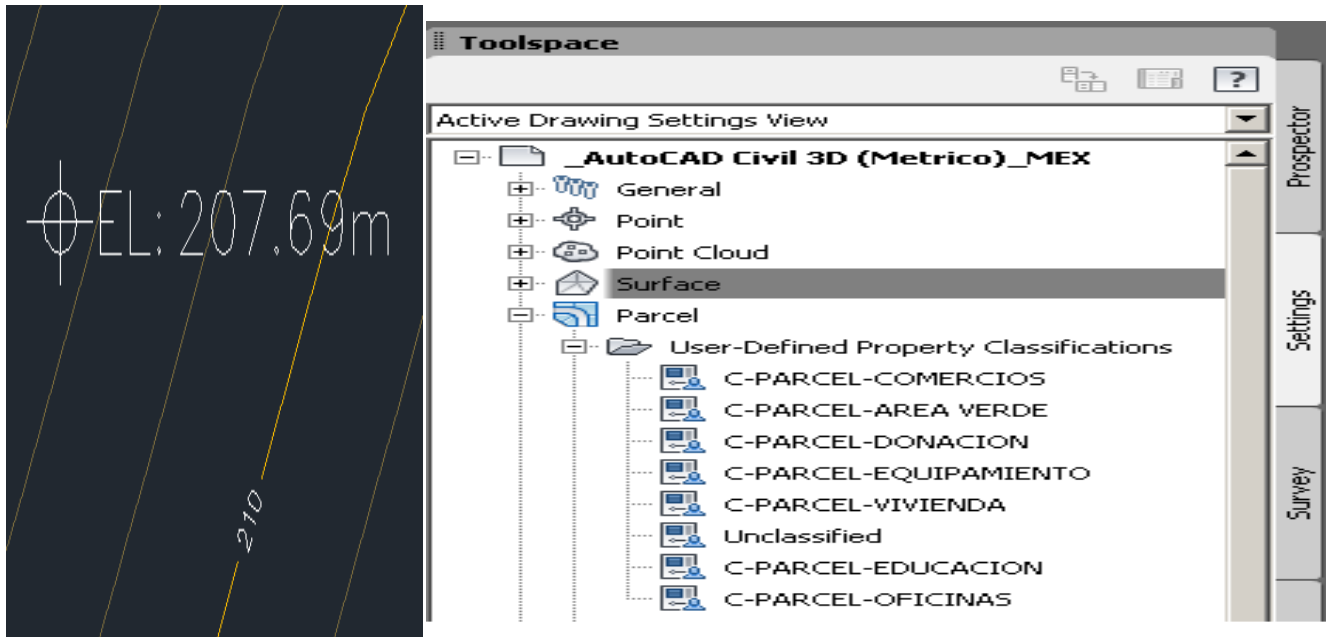 EL: 207.69m
210
Toolspace
?
Active Drawing Settings View
_AutoCAD Civil 3D (Metrico)_MEX
General
Point
Point Cloud
Surface
Parcel
User-Defined Property Classifications
C-PARCEL-COMERCIOS
C-PARCEL-AREA VERDE
C-PARCEL-DONACION
C-PARCEL-EQUIPAMIENTO
C-PARCEL-VIVIENDA
Unclassified
C-PARCEL-EDUCACION
C-PARCEL-OFICINAS
Prospector
Settings
Survey